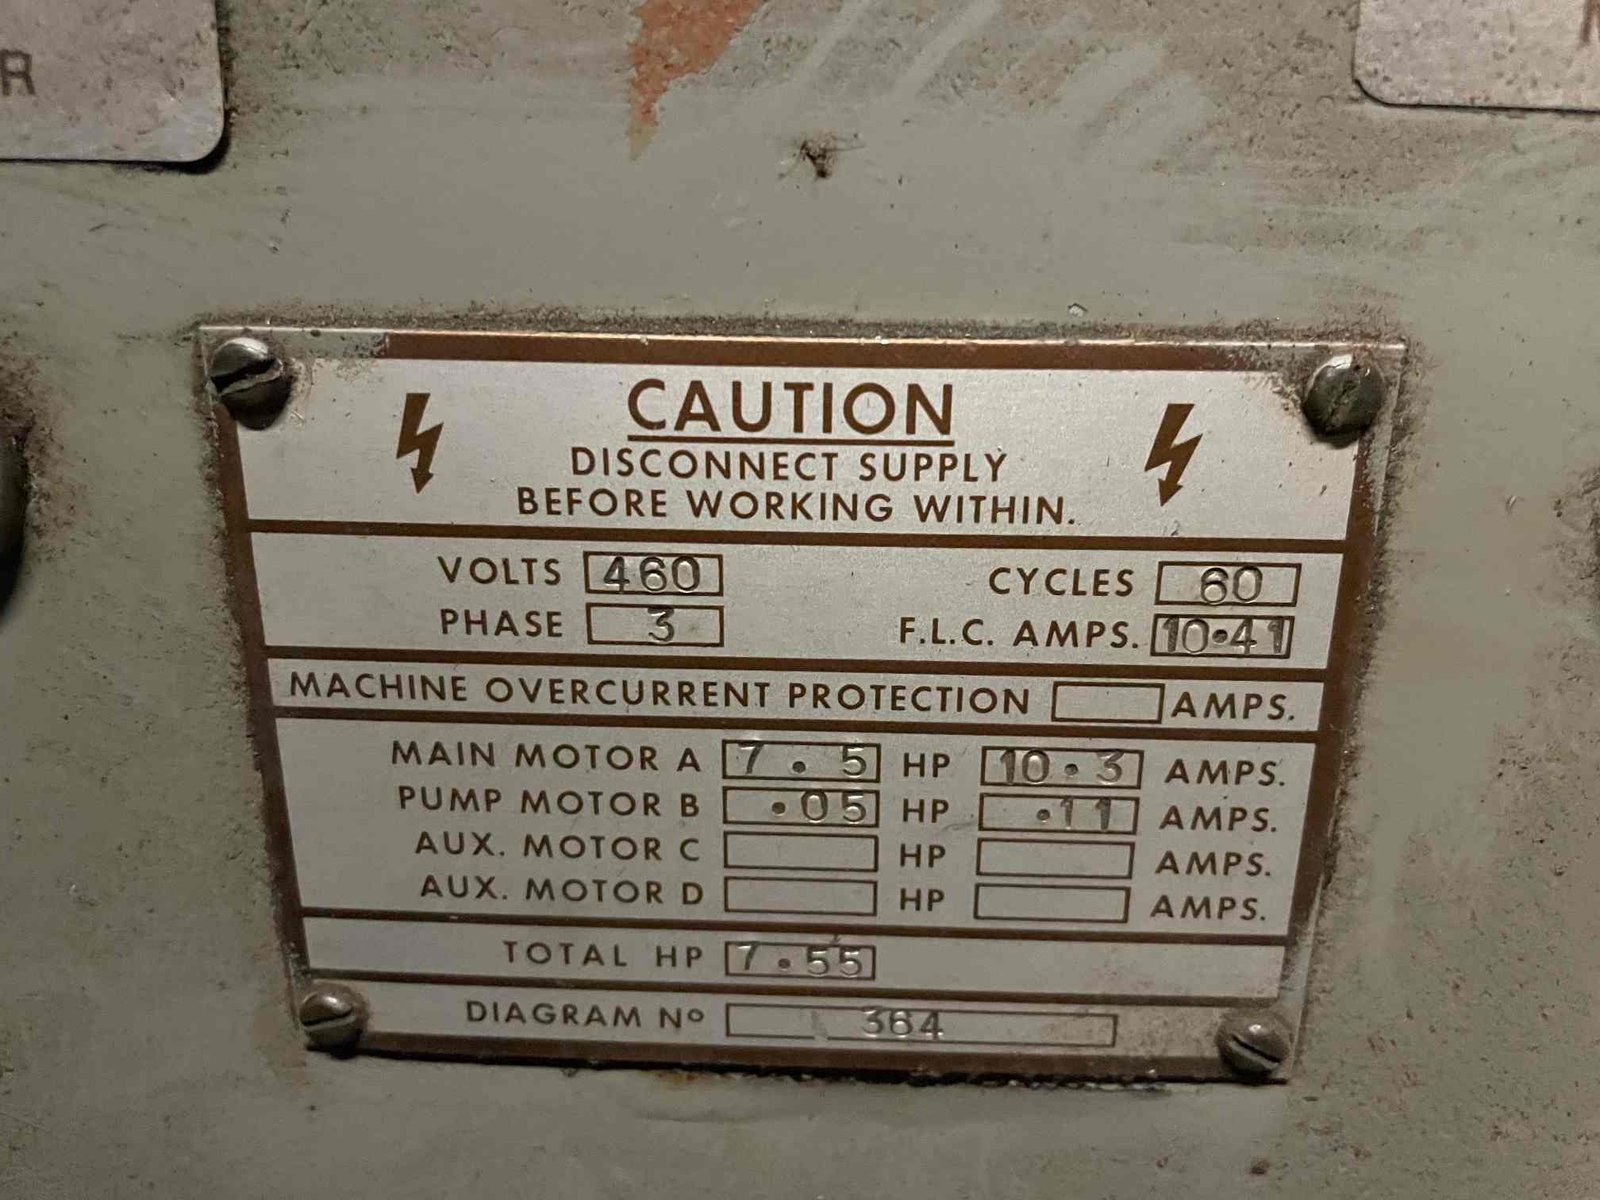 R
CAUTION
DISCONNECT SUPPLY
BEFORE WORKING WITHIN.
VOLTS 460 CYCLES 60
PHASE 3 F.L.C. AMPS. 10.41
MACHINE OVERCURRENT PROTECTION AMPS.
MAIN MOTOR A 7.5 HP 10.3 AMPS.
PUMP MOTOR B .05 HP .11 AMPS.
AUX. MOTOR C HP AMPS.
AUX. MOTOR D HP AMPS.
TOTAL HP 7.55
DIAGRAM Nº 364